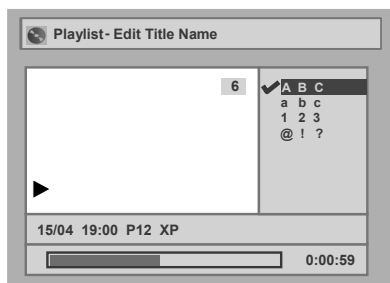 Playlist- Edit Title Name
6
A B C
a b c
1 2 3
@ ! ?
15/04 19:00 P12 XP
0:00:59